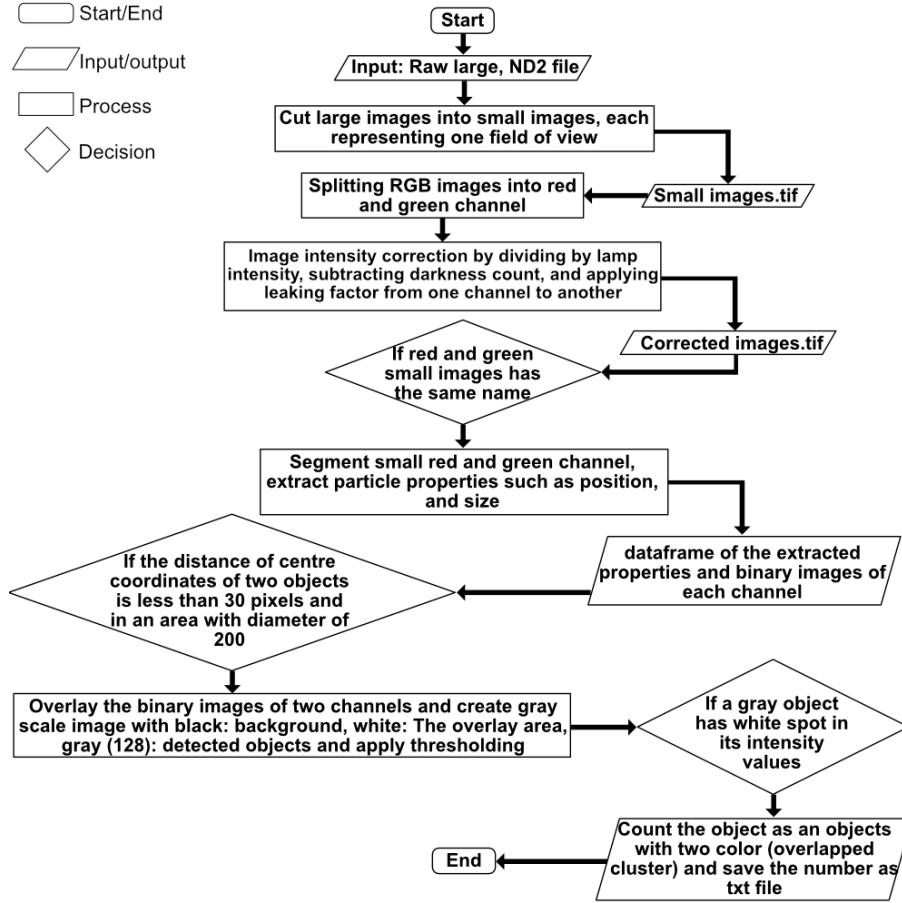 Start/End
Input/output
Process
Decision
Start
Input: Raw large, ND2 file
Cut large images into small images, each
representing one field of view
Small images.tif
Splitting RGB images into red
and green channel
Image intensity correction by dividing by lamp
intensity, subtracting darkness count, and applying
leaking factor from one channel to another
Corrected images.tif
If red and green
small images has
the same name
Segment small red and green channel,
extract particle properties such as position,
and size
dataframe of the extracted
properties and binary images of
each channel
If the distance of centre
coordinates of two objects
is less than 30 pixels and
in an area with diameter of
200
Overlay the binary images of two channels and create gray
scale image with black: background, white: The overlay area,
gray (128): detected objects and apply thresholding
If a gray object
has white spot in
its intensity
values
Count the object as an objects
with two color (overlapped
cluster) and save the number as
txt file
End